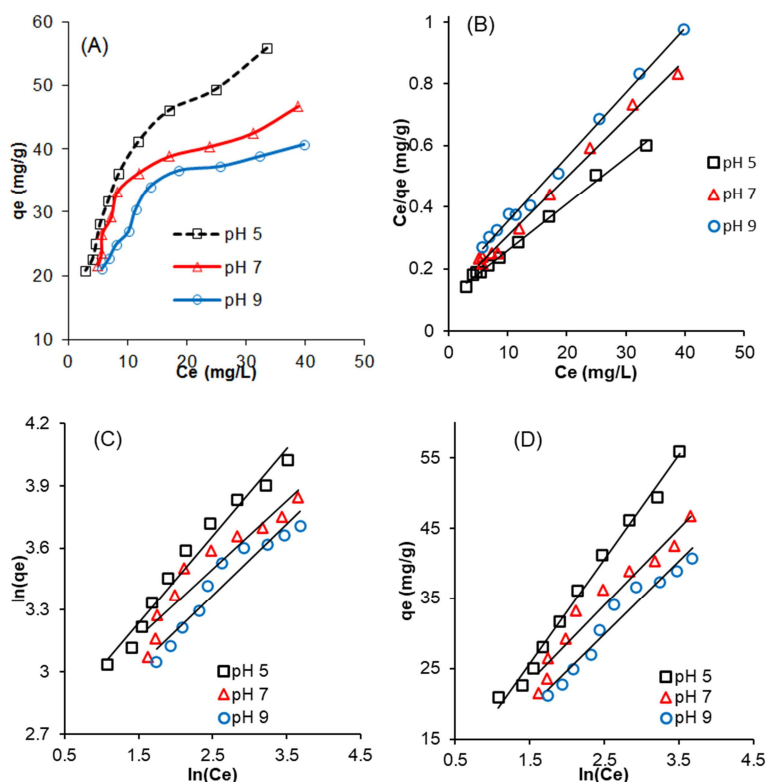 (A)
60
50
40
30
20
10
qe (mg/g)
pH 5
pH 7
pH 9
0 10 20 30 40 50
Ce (mg/L)
(B)
1
0.8
0.6
0.4
0.2
0
Ce/qe (mg/g)
pH 5
pH 7
pH 9
0 10 20 30 40 50
Ce (mg/L)
(C)
4.2
3.9
3.6
3.3
3
2.7
ln(qe)
pH 5
pH 7
pH 9
0.5 1.5 2.5 3.5 4.5
ln(Ce)
(D)
55
45
35
25
15
qe (mg/g)
pH 5
pH 7
pH 9
0.5 1.5 2.5 3.5 4.5
ln(Ce)